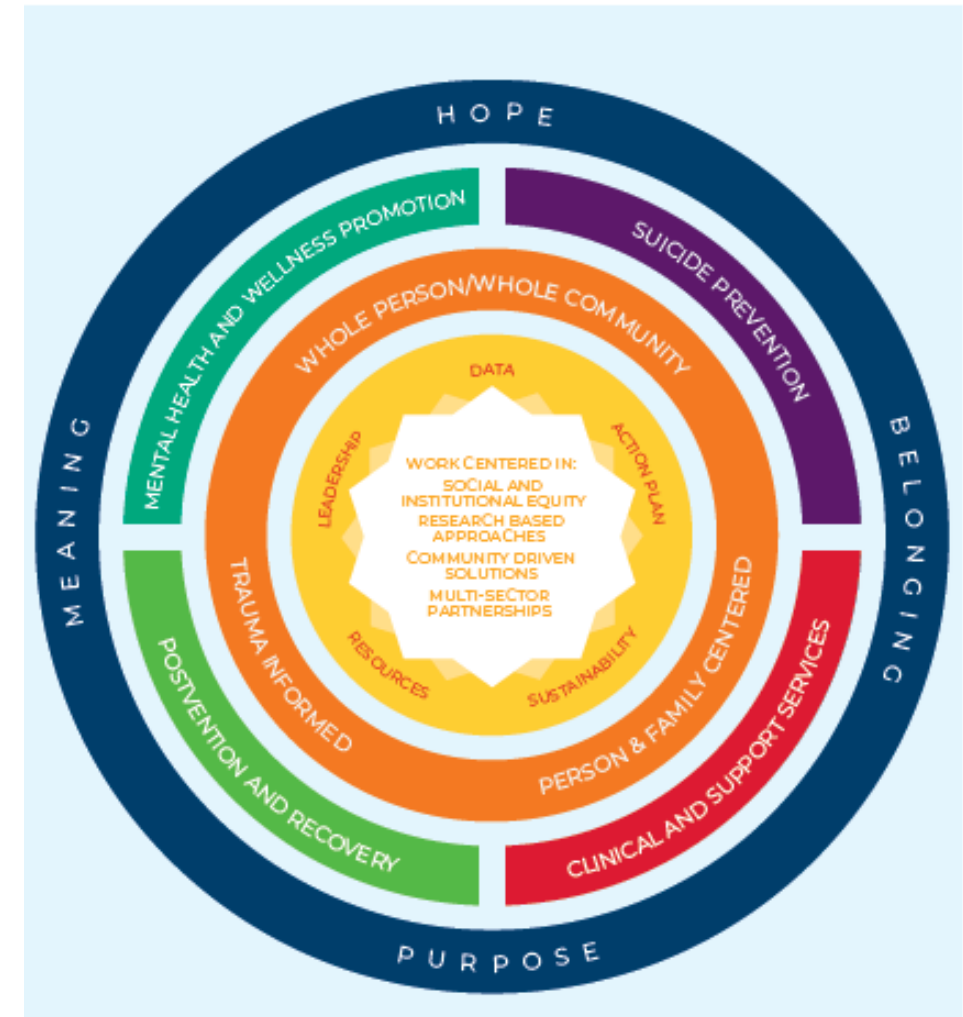 HOPE
BELONGING
PURPOSE
MEANING
MENTAL HEALTH AND WELLNESS PROMOTION
SUICIDE PREVENTION
CLINICAL AND SUPPORT SERVICES
POSTVENTION AND RECOVERY
WHOLE PERSON/WHOLE COMMUNITY
PERSON & FAMILY CENTERED
TRAUMA INFORMED
DATA
ACTION PLAN
SUSTAINABILITY
RESOURCES
LEADERSHIP
WORK CENTERED IN:
SOCIAL AND
INSTITUTIONAL EQUITY
RESEARCH BASED
APPROACHES
COMMUNITY DRIVEN
SOLUTIONS
MULTI-SECTOR
PARTNERSHIPS